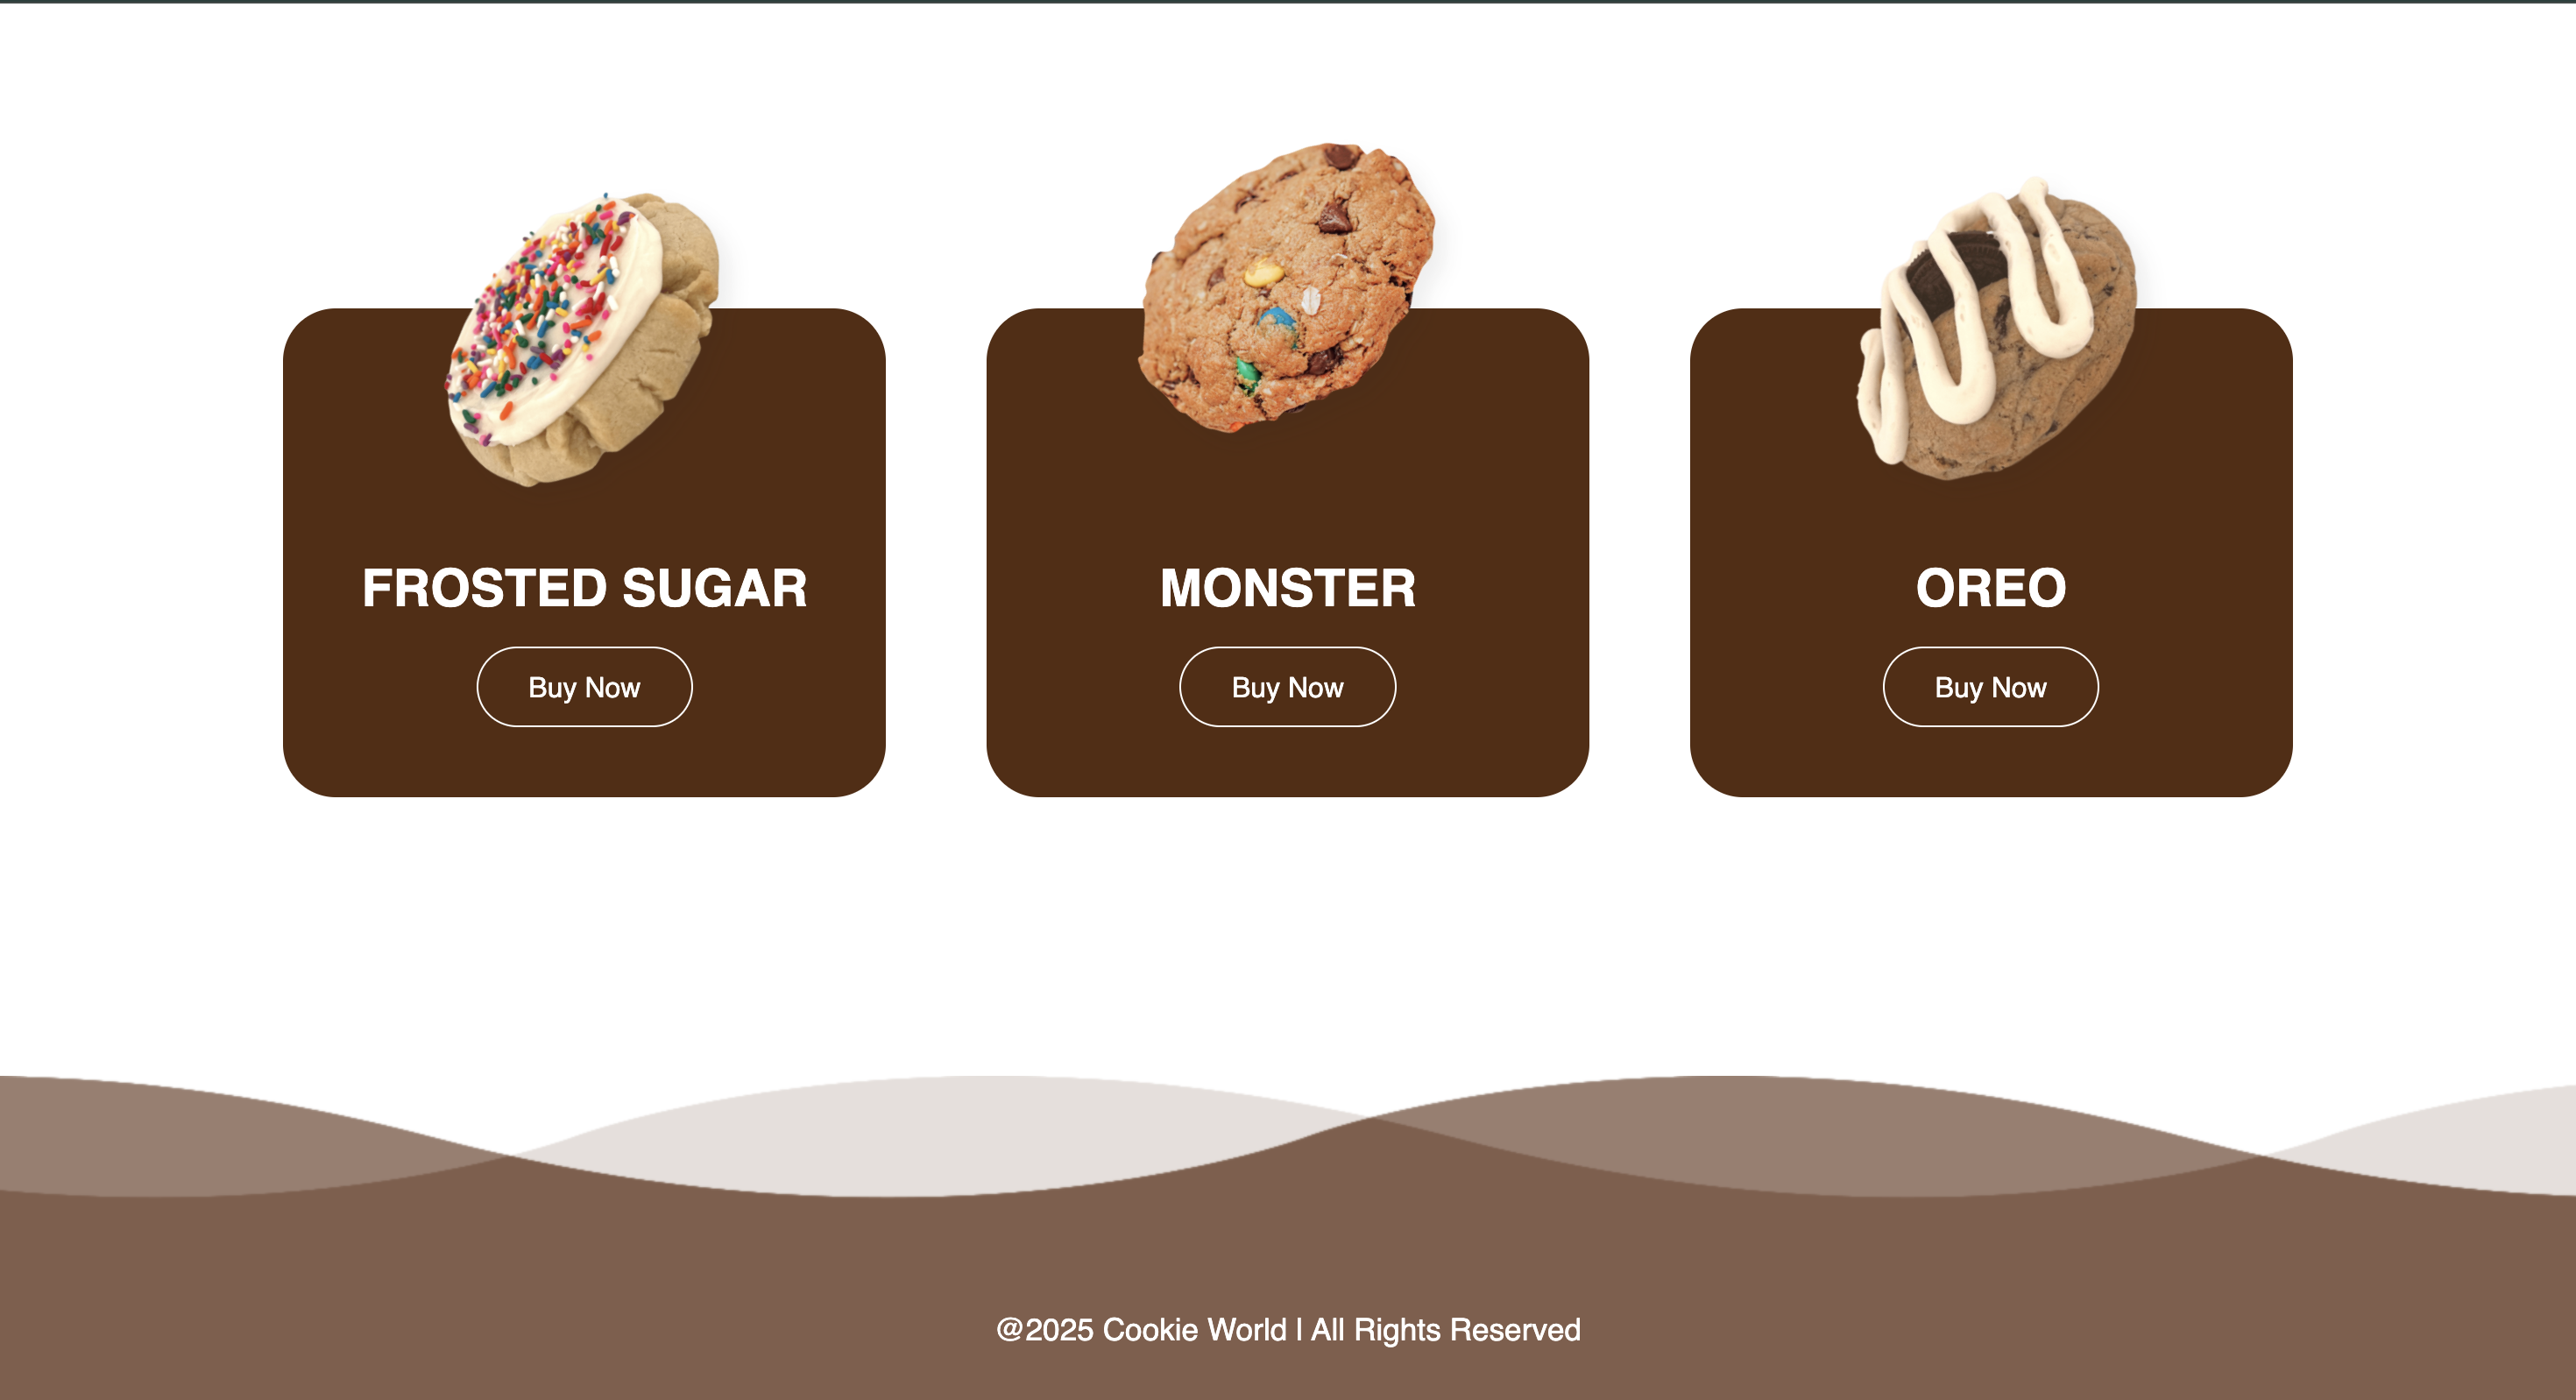 FROSTED SUGAR
MONSTER
OREO
Buy Now
Buy Now
Buy Now
@2025 Cookie World | All Rights Reserved